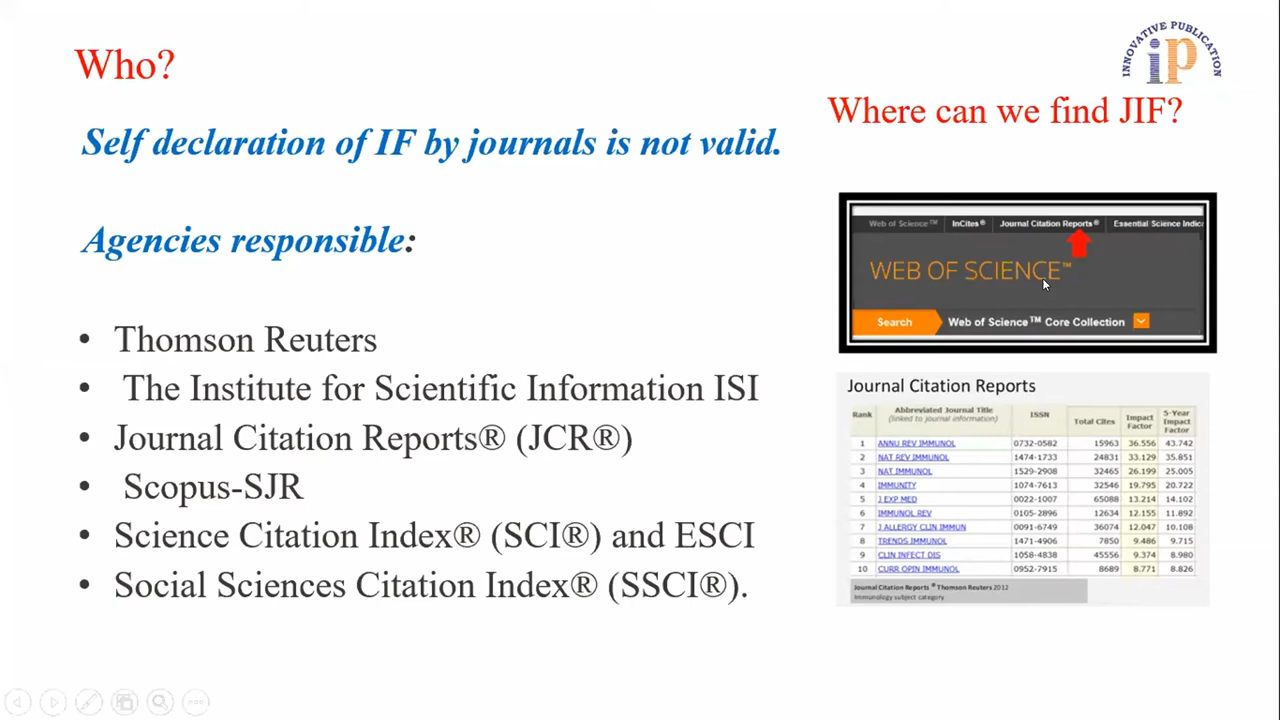 Who?
Self declaration of IF by journals is not valid.
Agencies responsible:
• Thomson Reuters
• The Institute for Scientific Information ISI
• Journal Citation Reports® (JCR®)
• Scopus-SJR
• Science Citation Index® (SCI®) and ESCI
• Social Sciences Citation Index® (SSCI®).
INNOVATIVE PUBLICATION
iP
Where can we find JIF?
Web of Science™ InCites® Journal Citation Reports® Essential Science Indica
WEB OF SCIENCE™
Search Web of Science™ Core Collection
Journal Citation Reports
Rank Abbreviated Journal Title (linked to journal information) ISSN Total Cites Impact Factor 5-Year Impact Factor
1 ANNU REV IMMUNOL 0732-0582 15963 36.556 43.742
2 NAT REV IMMUNOL 1474-1733 24831 33.129 35.851
3 NAT IMMUNOL 1529-2908 32465 26.199 25.005
4 IMMUNITY 1074-7613 32546 19.795 20.722
5 J EXP MED 0022-1007 65088 13.214 14.102
6 IMMUNOL REV 0105-2896 12634 12.155 11.892
7 J ALLERGY CLIN IMMUN 0091-6749 36074 12.047 10.108
8 TRENDS IMMUNOL 1471-4906 7850 9.486 9.715
9 CLIN INFECT DIS 1058-4838 45556 9.374 8.980
10 CURR OPIN IMMUNOL 0952-7915 8689 8.771 8.826
Journal Citation Reports ® Thomson Reuters 2012
Immunology subject category